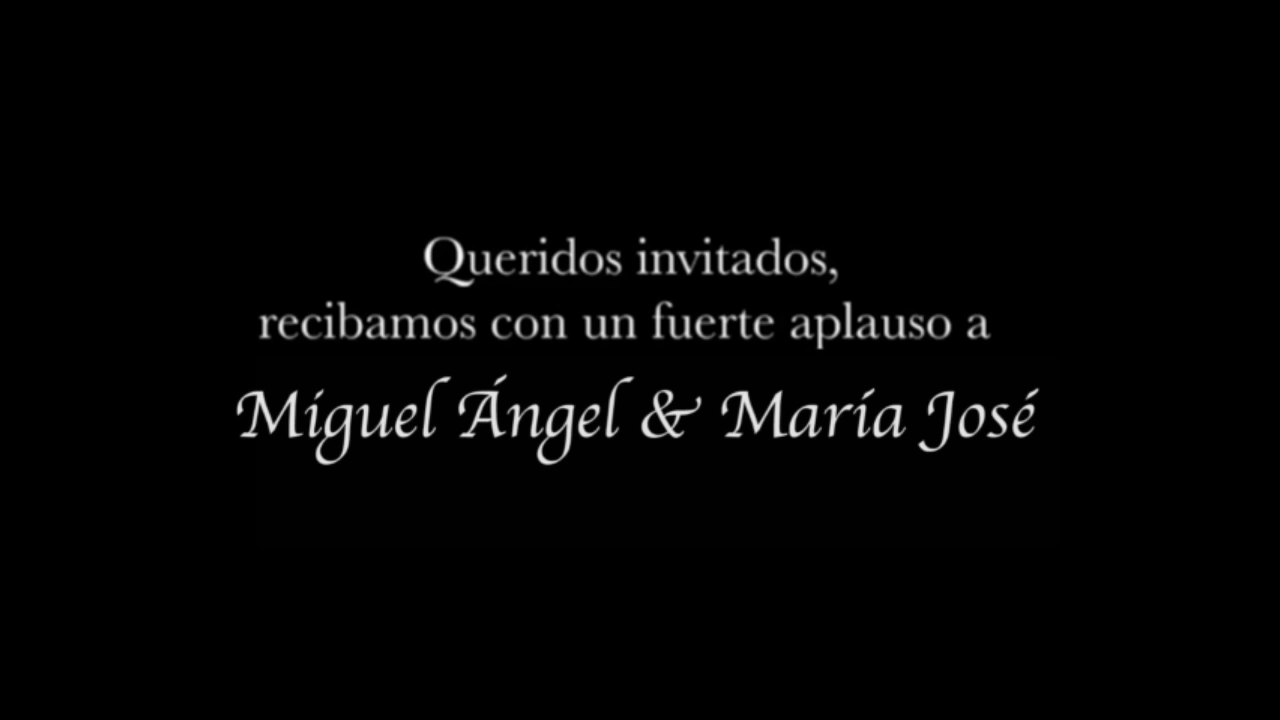 Queridos invitados,
recibamos con un fuerte aplauso a
Miguel Ángel & María José